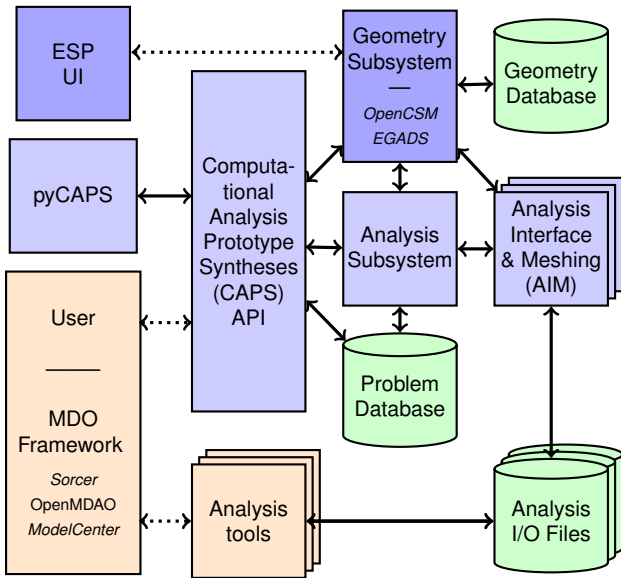 ESP
UI
Geometry
Subsystem
—
OpenCSM
EGADS
Geometry
Database
pyCAPS
Computa-
tional
Analysis
Prototype
Syntheses
(CAPS)
API
Analysis
Subsystem
Analysis
Interface
& Meshing
(AIM)
User
MDO
Framework
Sorcer
OpenMDAO
ModelCenter
Problem
Database
Analysis
tools
Analysis
I/O Files